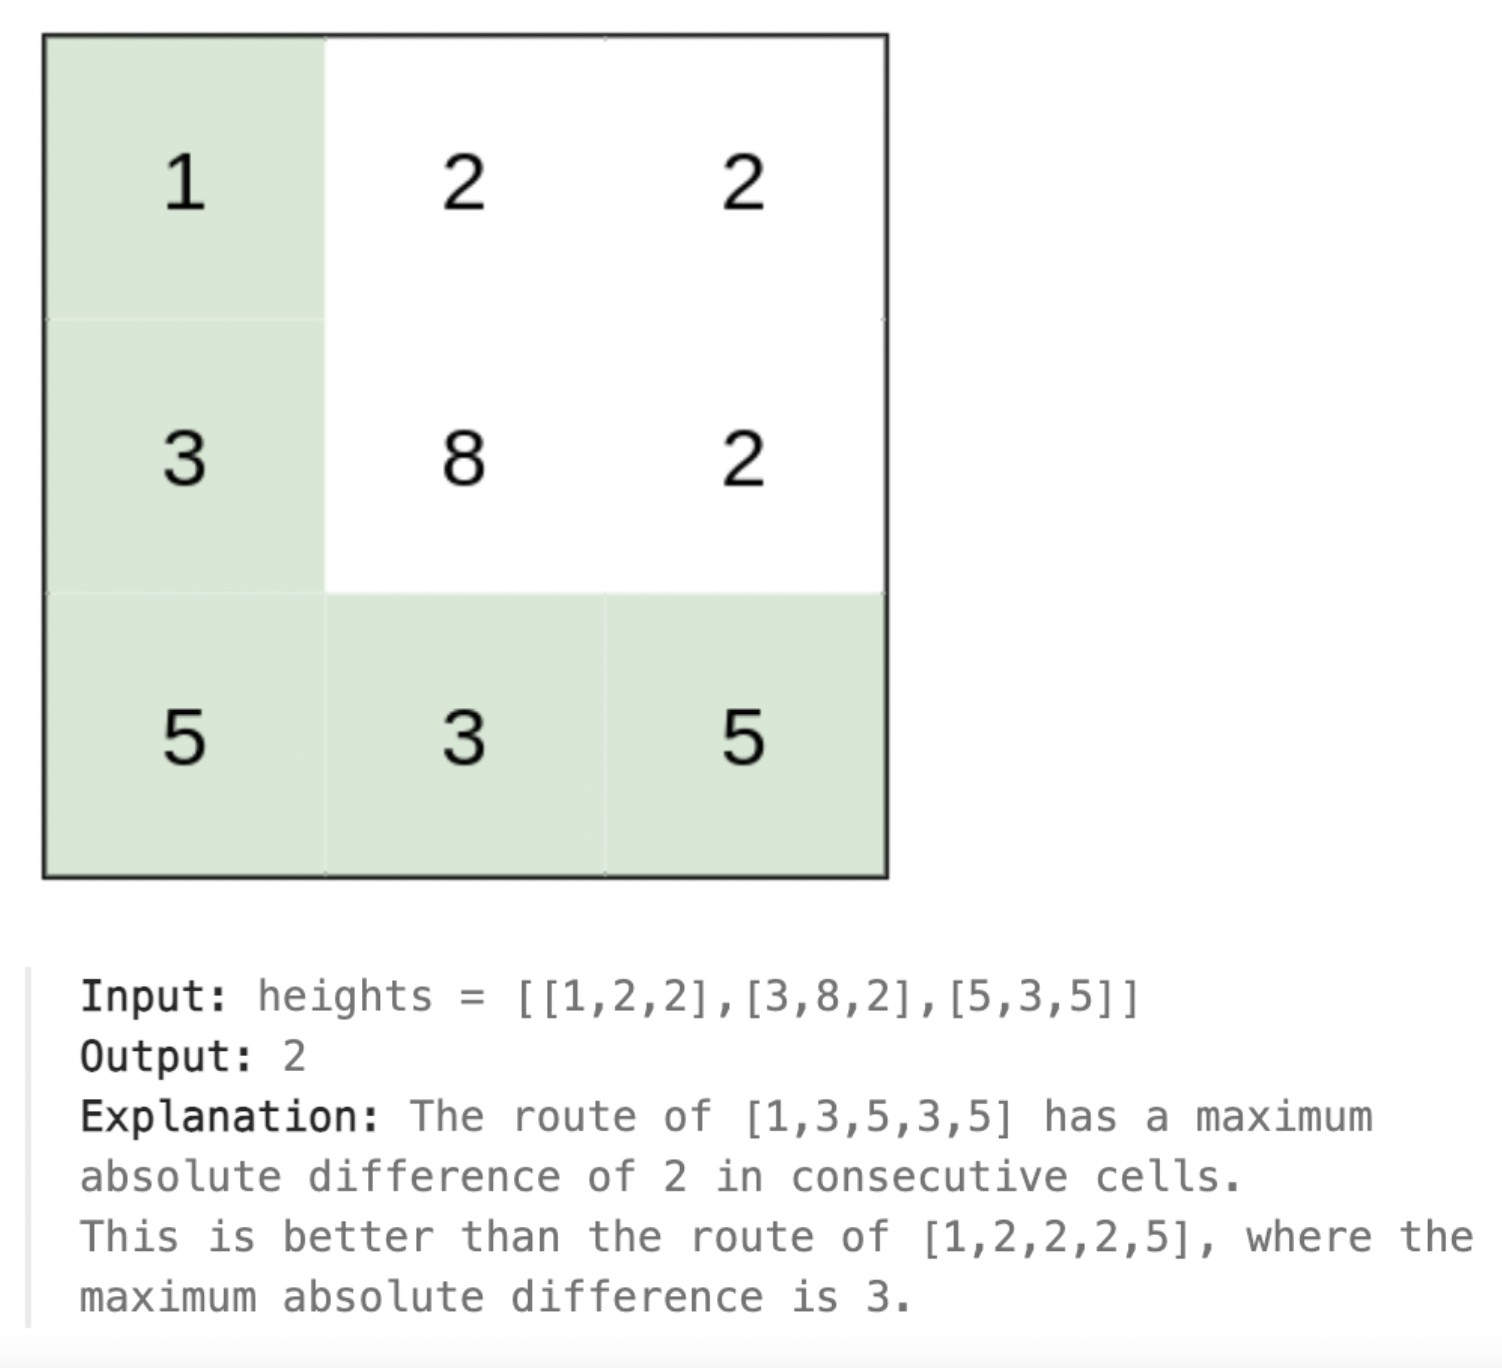 1 2 2
3 8 2
5 3 5
Input: heights = [[1,2,2],[3,8,2],[5,3,5]]
Output: 2
Explanation: The route of [1,3,5,3,5] has a maximum
absolute difference of 2 in consecutive cells.
This is better than the route of [1,2,2,2,5], where the
maximum absolute difference is 3.